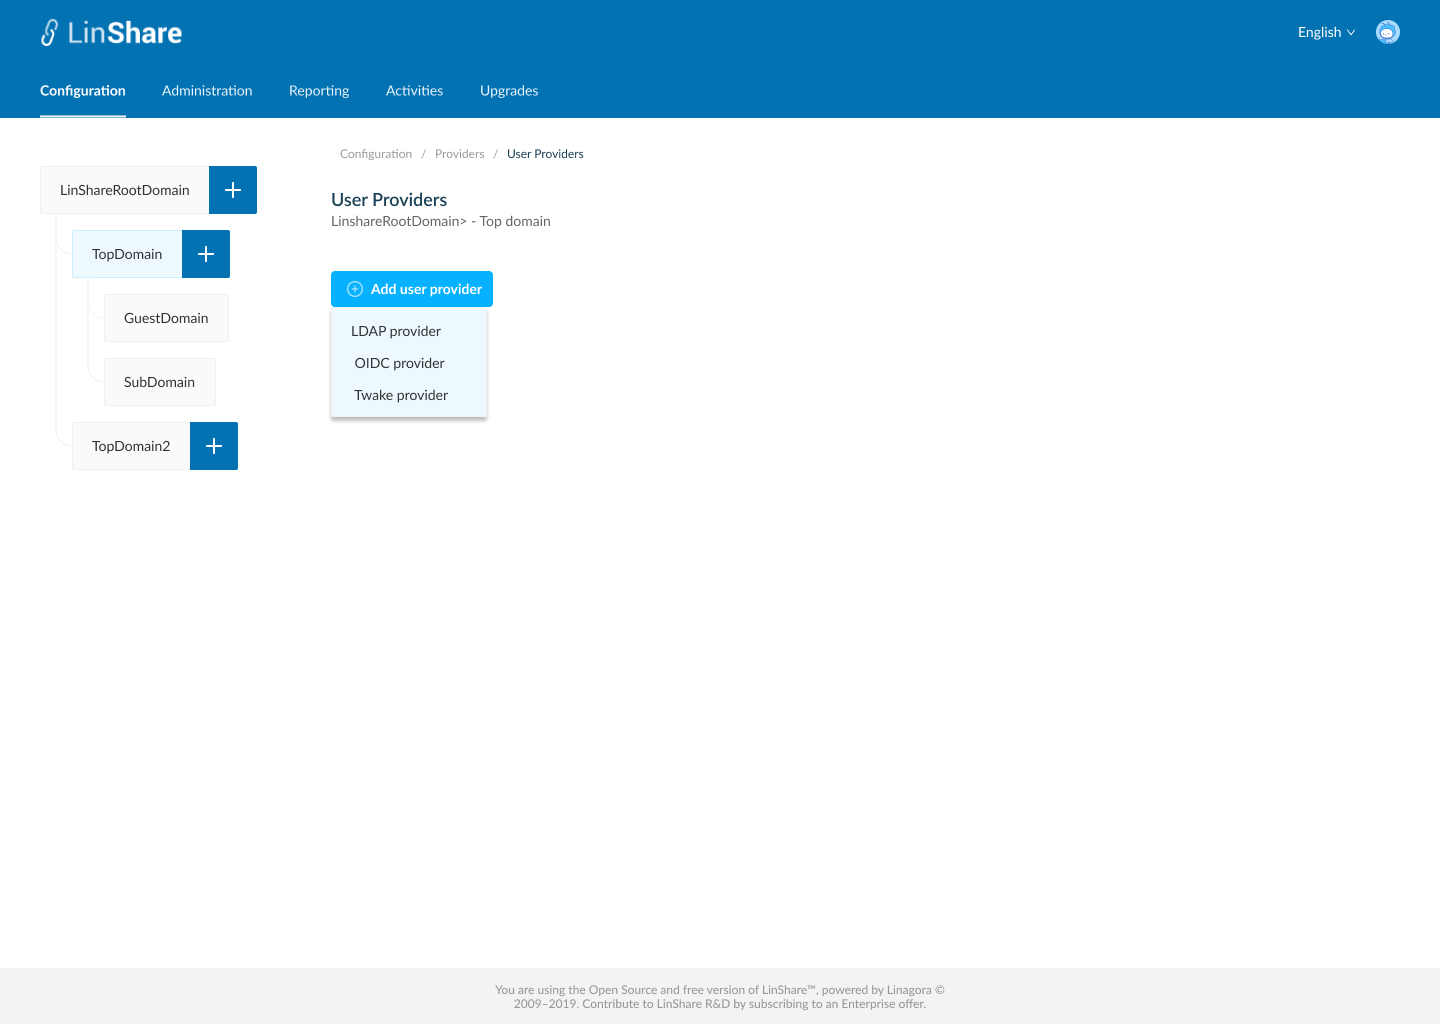 LinShare
English
Configuration
Administration
Reporting
Activities
Upgrades
Configuration / Providers / User Providers
LinShareRootDomain
TopDomain
GuestDomain
SubDomain
TopDomain2
User Providers
LinshareRootDomain> - Top domain
Add user provider
LDAP provider
OIDC provider
Twake provider
You are using the Open Source and free version of LinShare™, powered by Linagora ©
2009–2019. Contribute to LinShare R&D by subscribing to an Enterprise offer.